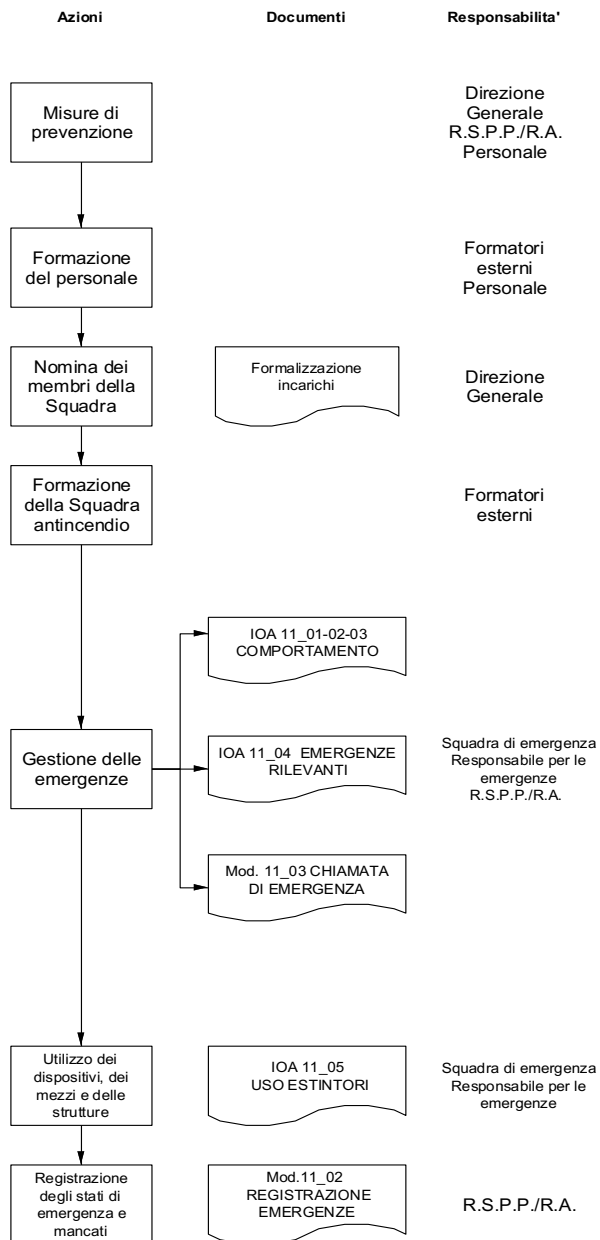 Azioni
Documenti
Responsabilita'
Misure di
prevenzione
Direzione
Generale
R.S.P.P./R.A.
Personale
Formazione
del personale
Formatori
esterni
Personale
Nomina dei
membri della
Squadra
Formalizzazione
incarichi
Direzione
Generale
Formazione
della Squadra
antincendio
Formatori
esterni
IOA 11_01-02-03
COMPORTAMENTO
Gestione delle
emergenze
IOA 11_04 EMERGENZE
RILEVANTI
Squadra di emergenza
Responsabile per le
emergenze
R.S.P.P./R.A.
Mod. 11_03 CHIAMATA
DI EMERGENZA
Utilizzo dei
dispositivi, dei
mezzi e delle
strutture
IOA 11_05
USO ESTINTORI
Squadra di emergenza
Responsabile per le
emergenze
Registrazione
degli stati di
emergenza e
mancati
Mod.11_02
REGISTRAZIONE
EMERGENZE
R.S.P.P./R.A.